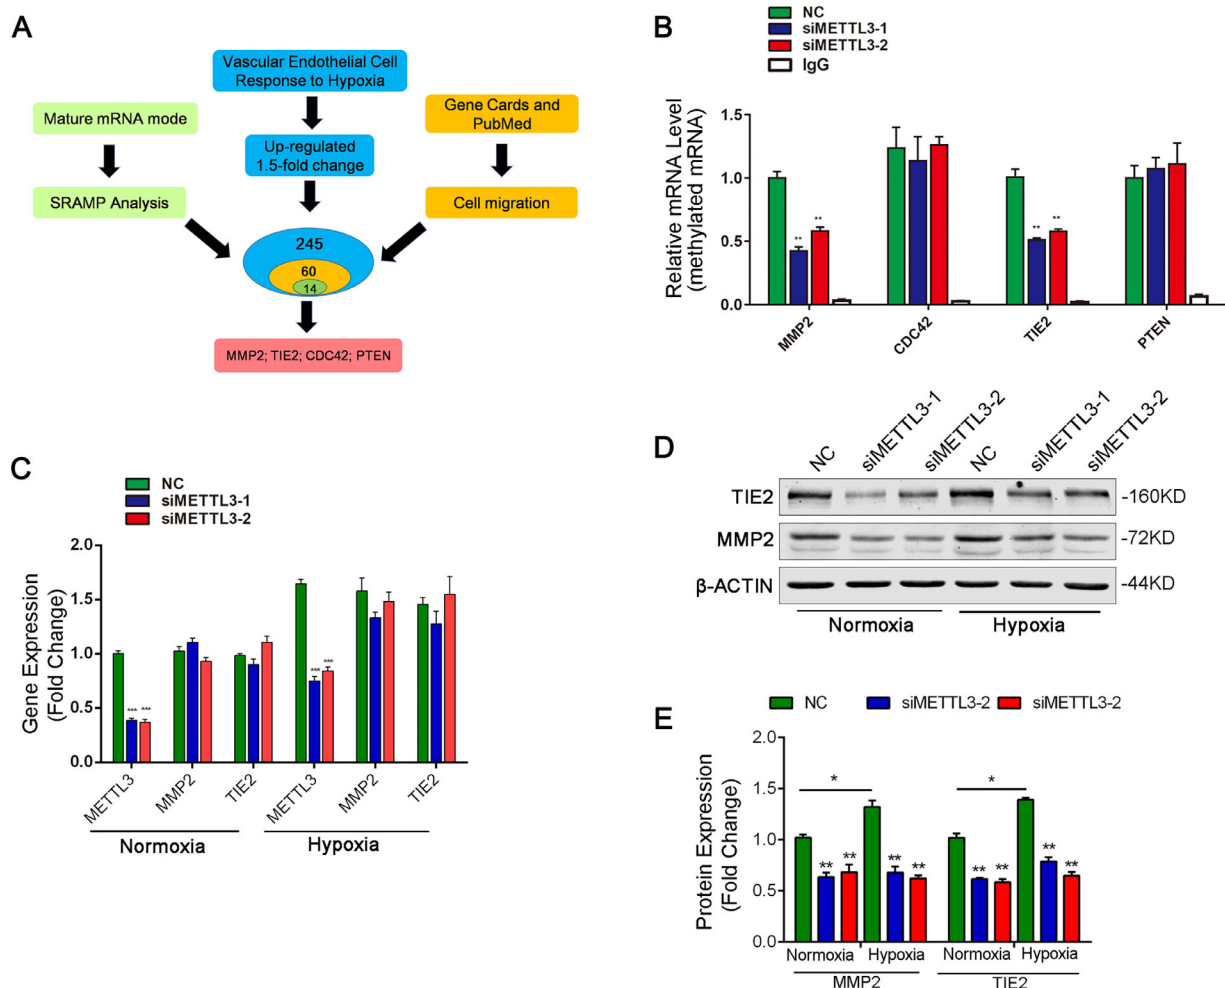 A
Vascular Endothelial Cell
Response to Hypoxia
Mature mRNA mode
Gene Cards and
PubMed
Up-regulated
1.5-fold change
SRAMP Analysis
Cell migration
245
60
14
MMP2; TIE2; CDC42; PTEN
B
NC
siMETTL3-1
siMETTL3-2
IgG
Relative mRNA Level
(methylated mRNA)
1.5
1.0
0.5
0.0
** ** ** **
MMP2 CDC42 TIE2 PTEN
C
NC
siMETTL3-1
siMETTL3-2
Gene Expression
(Fold Change)
2.0
1.5
1.0
0.5
0.0
*** *** *** ***
METTL3 MMP2 TIE2 METTL3 MMP2 TIE2
Normoxia Hypoxia
D
NC siMETTL3-1 siMETTL3-2 NC siMETTL3-1 siMETTL3-2
TIE2 -160KD
MMP2 -72KD
β-ACTIN -44KD
Normoxia Hypoxia
E
NC siMETTL3-2 siMETTL3-2
Protein Expression
(Fold Change)
2.0
1.5
1.0
0.5
0.0
* *
** ** ** ** ** ** ** **
Normoxia Hypoxia Normoxia Hypoxia
MMP2 TIE2